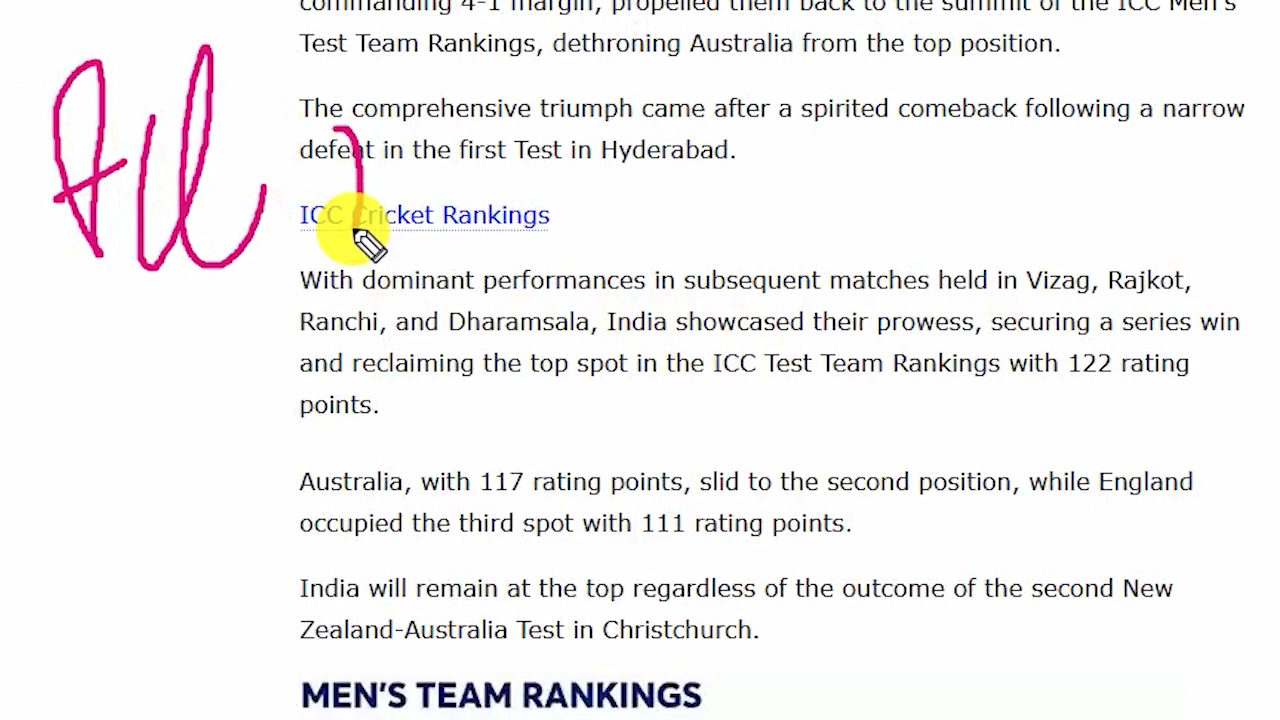 commanding 4-1 margin, propelled them back to the summit of the ICC Men's
Test Team Rankings, dethroning Australia from the top position.
The comprehensive triumph came after a spirited comeback following a narrow
defeat in the first Test in Hyderabad.
ICC Cricket Rankings
With dominant performances in subsequent matches held in Vizag, Rajkot,
Ranchi, and Dharamsala, India showcased their prowess, securing a series win
and reclaiming the top spot in the ICC Test Team Rankings with 122 rating
points.
Australia, with 117 rating points, slid to the second position, while England
occupied the third spot with 111 rating points.
India will remain at the top regardless of the outcome of the second New
Zealand-Australia Test in Christchurch.
MEN'S TEAM RANKINGS